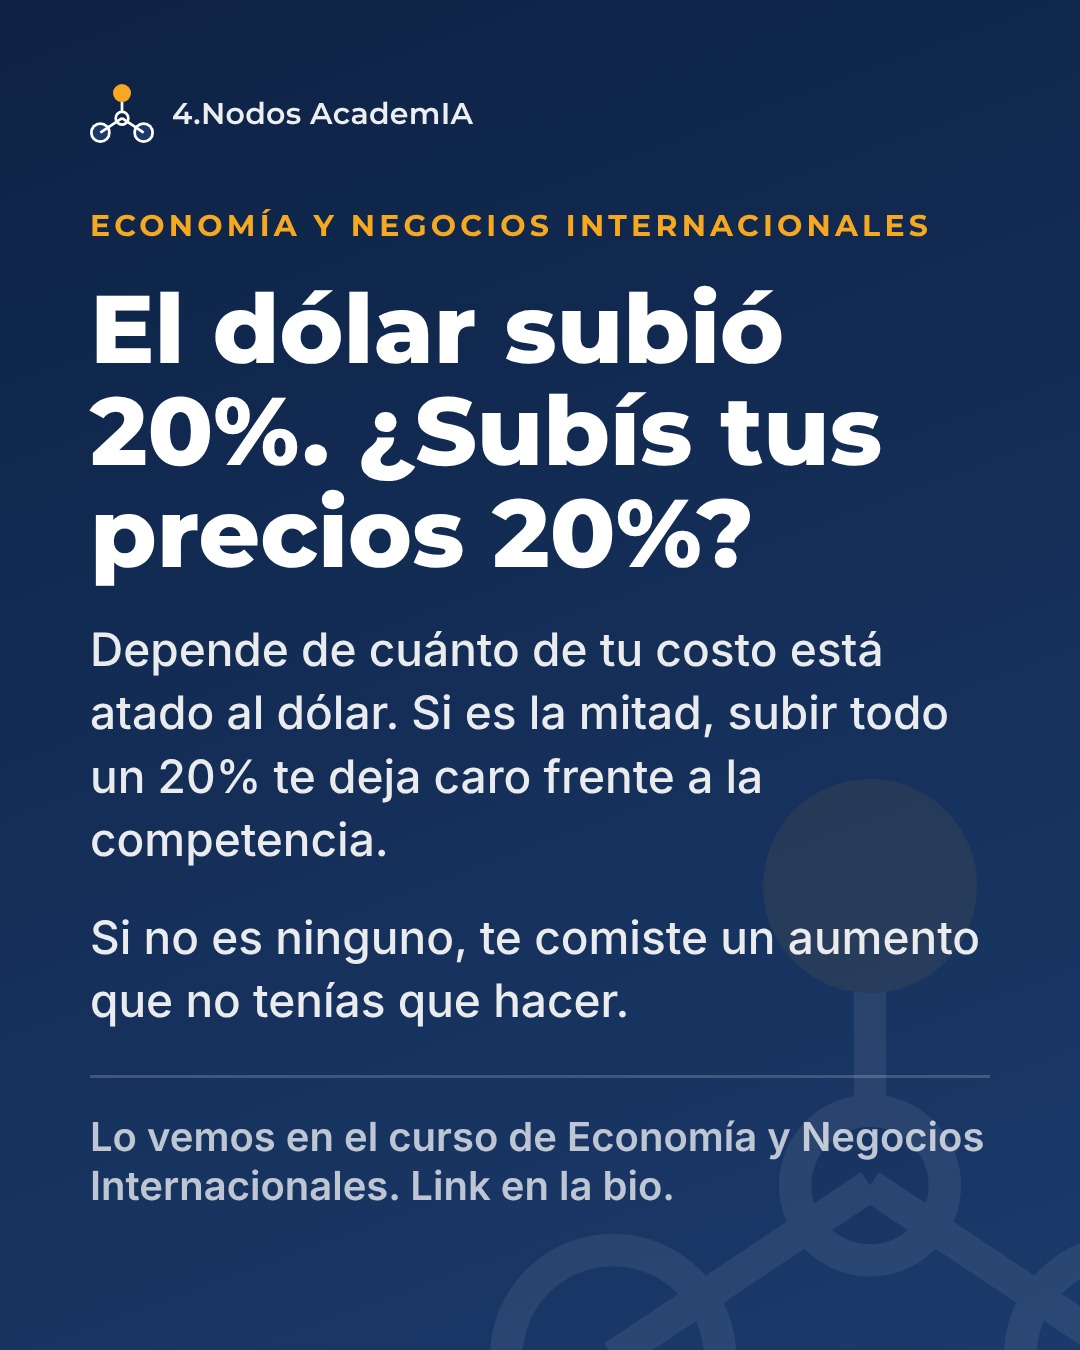 4.Nodos AcademIA
ECONOMÍA Y NEGOCIOS INTERNACIONALES
El dólar subió
20%. ¿Subís tus
precios 20%?
Depende de cuánto de tu costo está
atado al dólar. Si es la mitad, subir todo
un 20% te deja caro frente a la
competencia.
Si no es ninguno, te comiste un aumento
que no tenías que hacer.
Lo vemos en el curso de Economía y Negocios
Internacionales. Link en la bio.